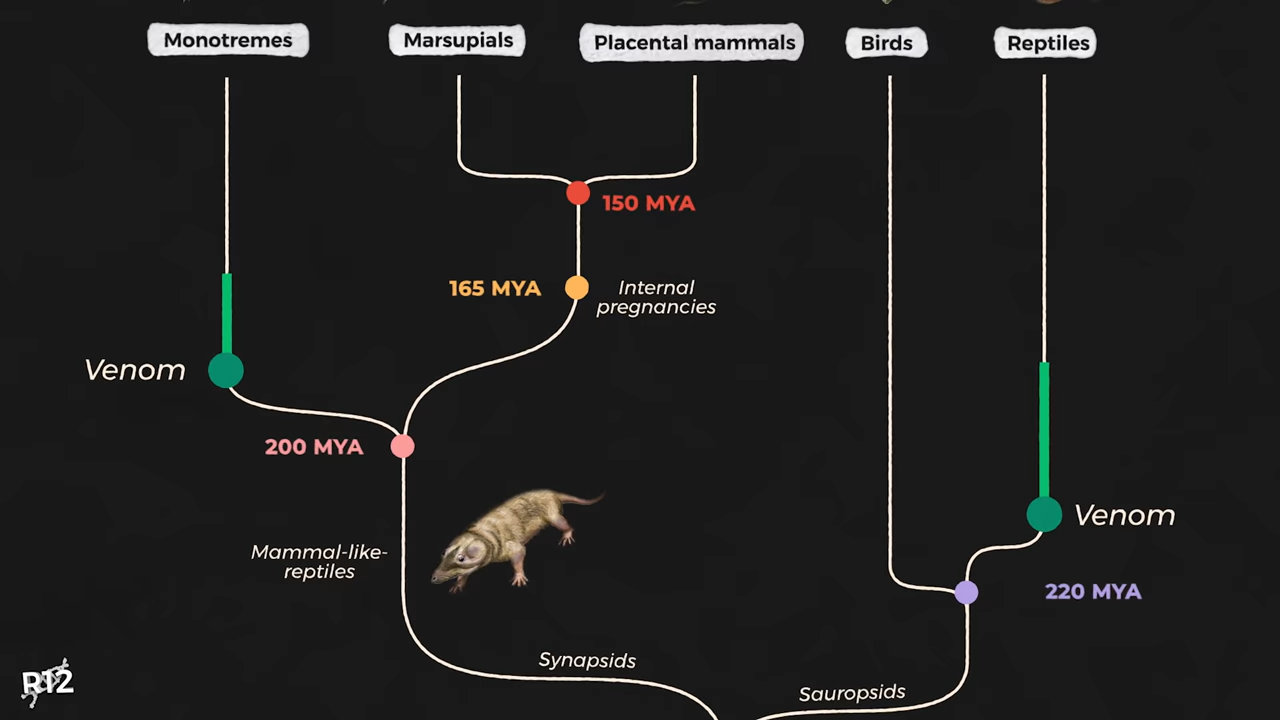 Monotremes
Marsupials
Placental mammals
Birds
Reptiles
150 MYA
165 MYA
Internal
pregnancies
Venom
200 MYA
Venom
Mammal-like-
reptiles
220 MYA
Synapsids
Sauropsids
RT2